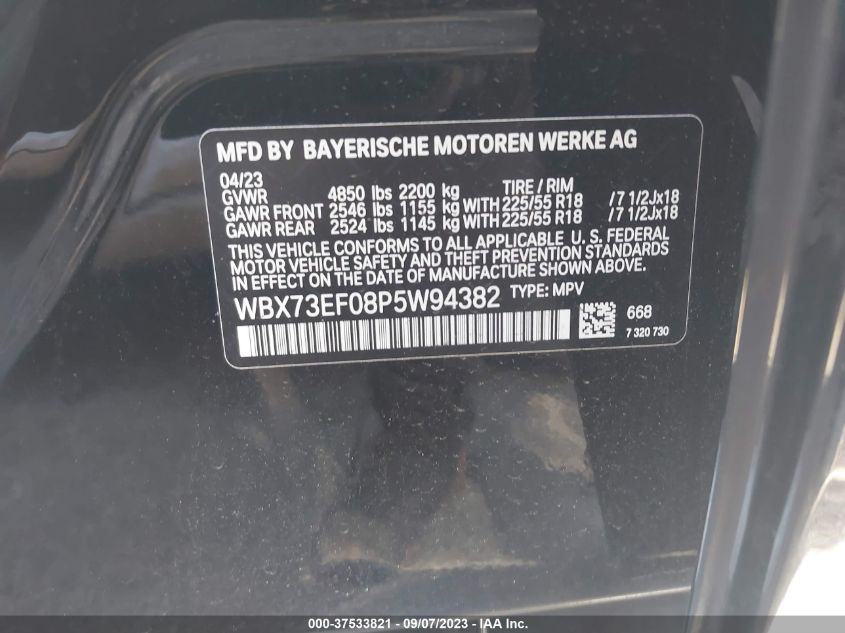 MFD BY BAYERISCHE MOTOREN WERKE AG
04/23 TIRE / RIM
GVWR 4850 lbs 2200 kg
GAWR FRONT 2546 lbs 1155 kg WITH 225/55 R18 /7 1/2Jx18
GAWR REAR 2524 lbs 1145 kg WITH 225/55 R18 /7 1/2Jx18
THIS VEHICLE CONFORMS TO ALL APPLICABLE U. S. FEDERAL
MOTOR VEHICLE SAFETY AND THEFT PREVENTION STANDARDS
IN EFFECT ON THE DATE OF MANUFACTURE SHOWN ABOVE.
WBX73EF08P5W94382 TYPE: MPV
668
7 320 730
000-37533821 - 09/07/2023 - IAA Inc.